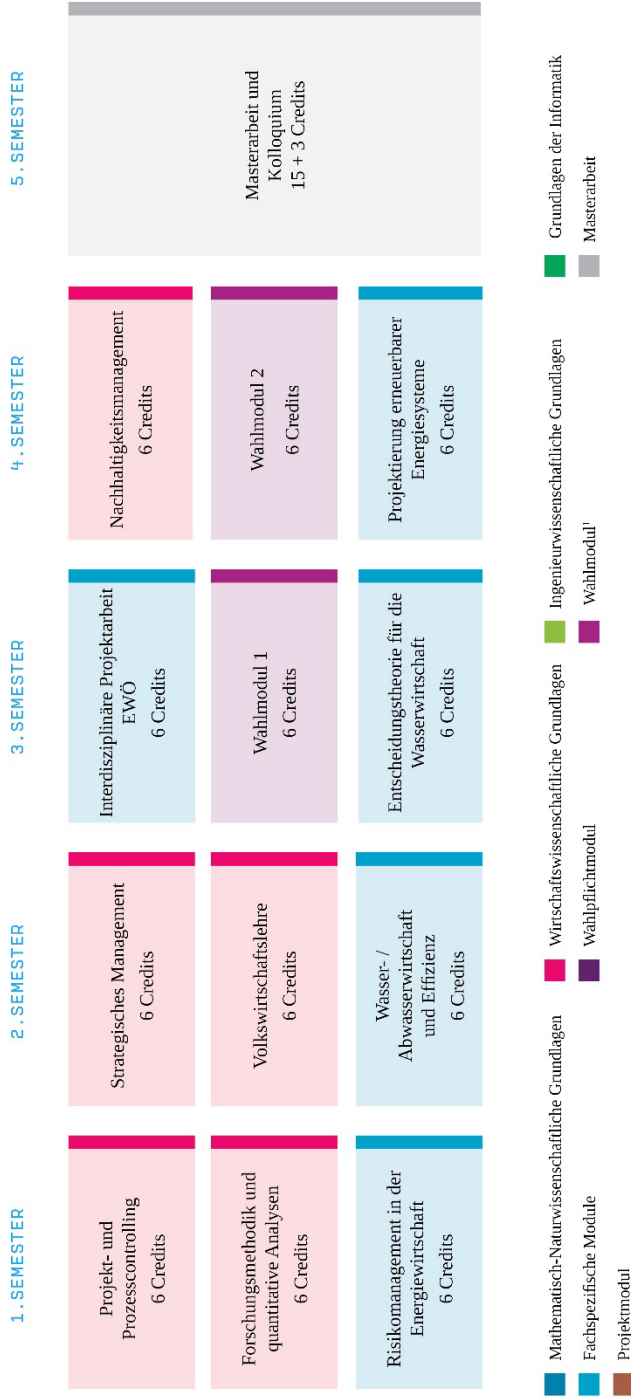 1. SEMESTER
Projekt- und
Prozesscontrolling
6 Credits
Forschungsmethodik und
quantitative Analysen
6 Credits
Risikomanagement in der
Energiewirtschaft
6 Credits
2. SEMESTER
Strategisches Management
6 Credits
Volkswirtschaftslehre
6 Credits
Wasser- /
Abwasserwirtschaft
und Effizienz
6 Credits
3. SEMESTER
Interdisziplinäre Projektarbeit
EWÖ
6 Credits
Wahlmodul 1
6 Credits
Entscheidungstheorie für die
Wasserwirtschaft
6 Credits
4. SEMESTER
Nachhaltigkeitsmanagement
6 Credits
Wahlmodul 2
6 Credits
Projektierung erneuerbarer
Energiesysteme
6 Credits
5. SEMESTER
Masterarbeit und
Kolloquium
15 + 3 Credits
Mathematisch-Naturwissenschaftliche Grundlagen
Fachspezifische Module
Projektmodul
Wirtschaftswissenschaftliche Grundlagen
Wahlpflichtmodul
Ingenieurwissenschaftliche Grundlagen
Wahlmodul¹
Grundlagen der Informatik
Masterarbeit